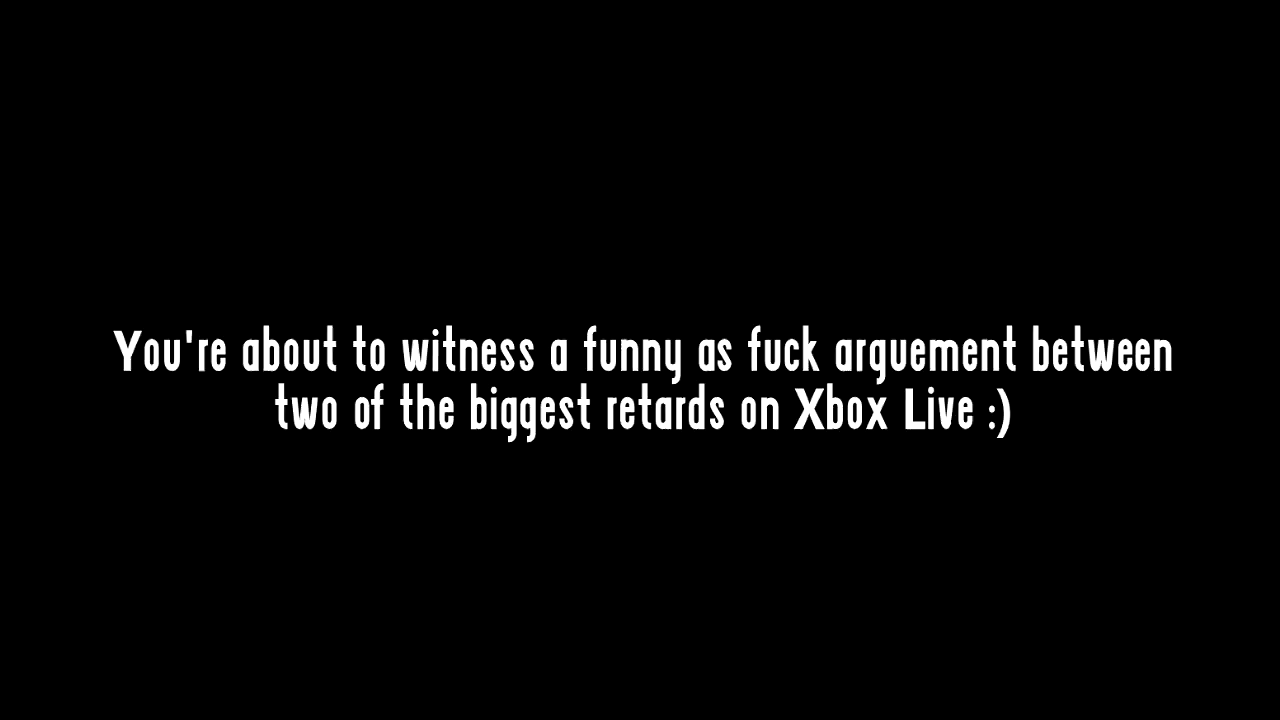 You're about to witness a funny as fuck arguement between
two of the biggest retards on Xbox Live :)